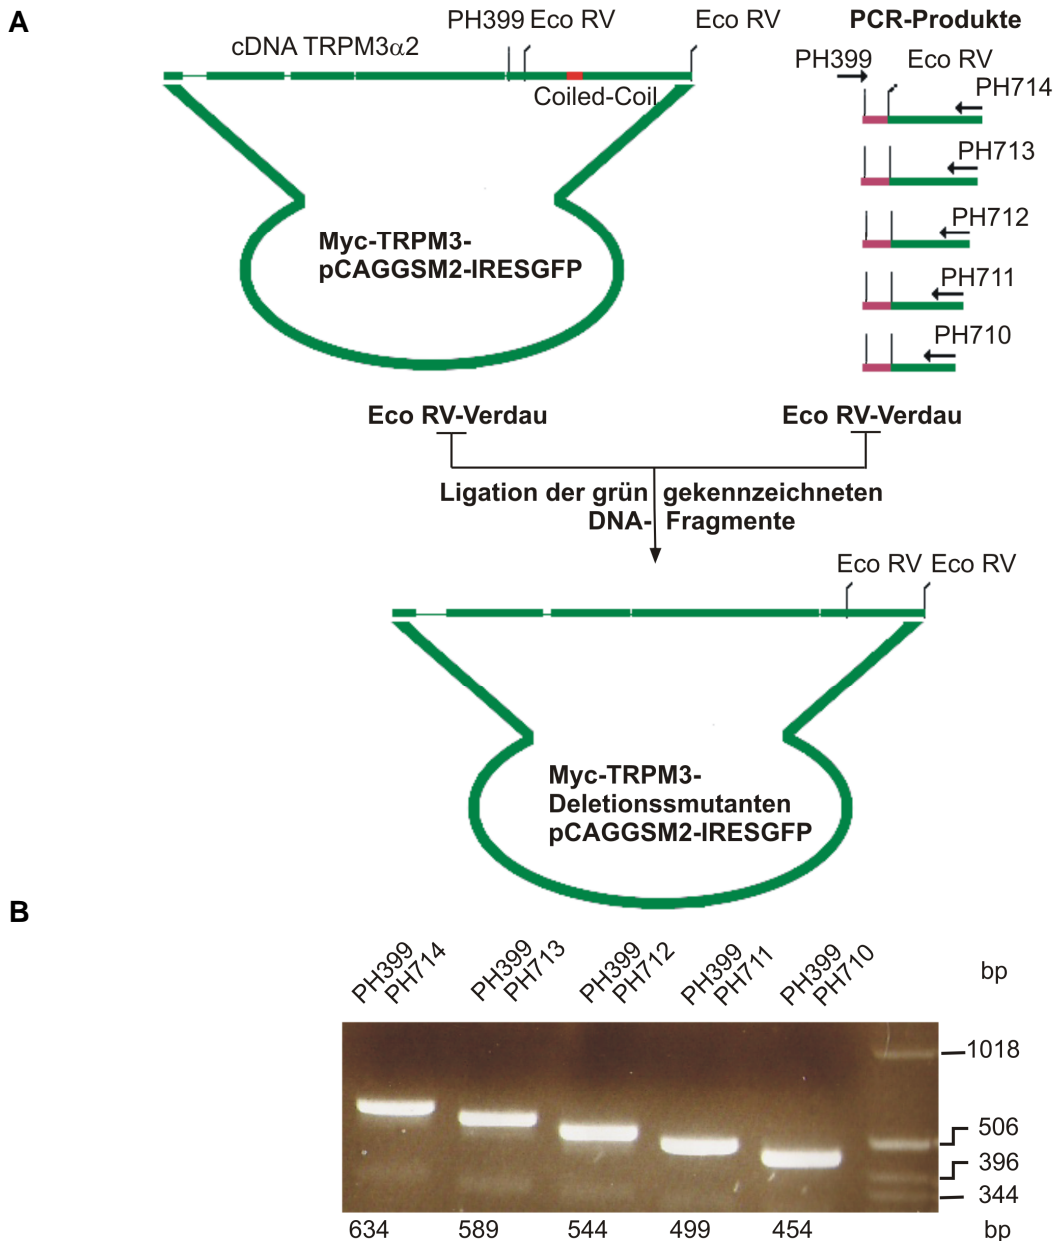 A
PH399 Eco RV
Eco RV
PCR-Produkte
cDNA TRPM3α2
PH399
Eco RV
Coiled-Coil
PH714
PH713
PH712
PH711
PH710
Myc-TRPM3-
pCAGGSM2-IRESGFP
Eco RV-Verdau
Eco RV-Verdau
Ligation der grün gekennzeichneten
DNA- Fragmente
Eco RV Eco RV
Myc-TRPM3-
Deletionssmutanten
pCAGGSM2-IRESGFP
B
PH399
PH714
PH399
PH713
PH399
PH712
PH399
PH711
PH399
PH710
bp
1018
506
396
344
634 589 544 499 454 bp